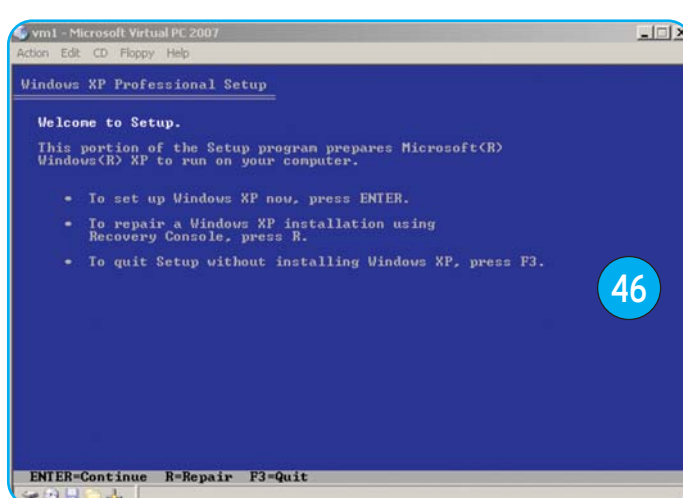 vm1 - Microsoft Virtual PC 2007
Action Edit CD Floppy Help
Windows XP Professional Setup
Welcome to Setup.
This portion of the Setup program prepares Microsoft(R)
Windows(R) XP to run on your computer.
• To set up Windows XP now, press ENTER.
• To repair a Windows XP installation using
Recovery Console, press R.
• To quit Setup without installing Windows XP, press F3.
46
ENTER=Continue R=Repair F3=Quit